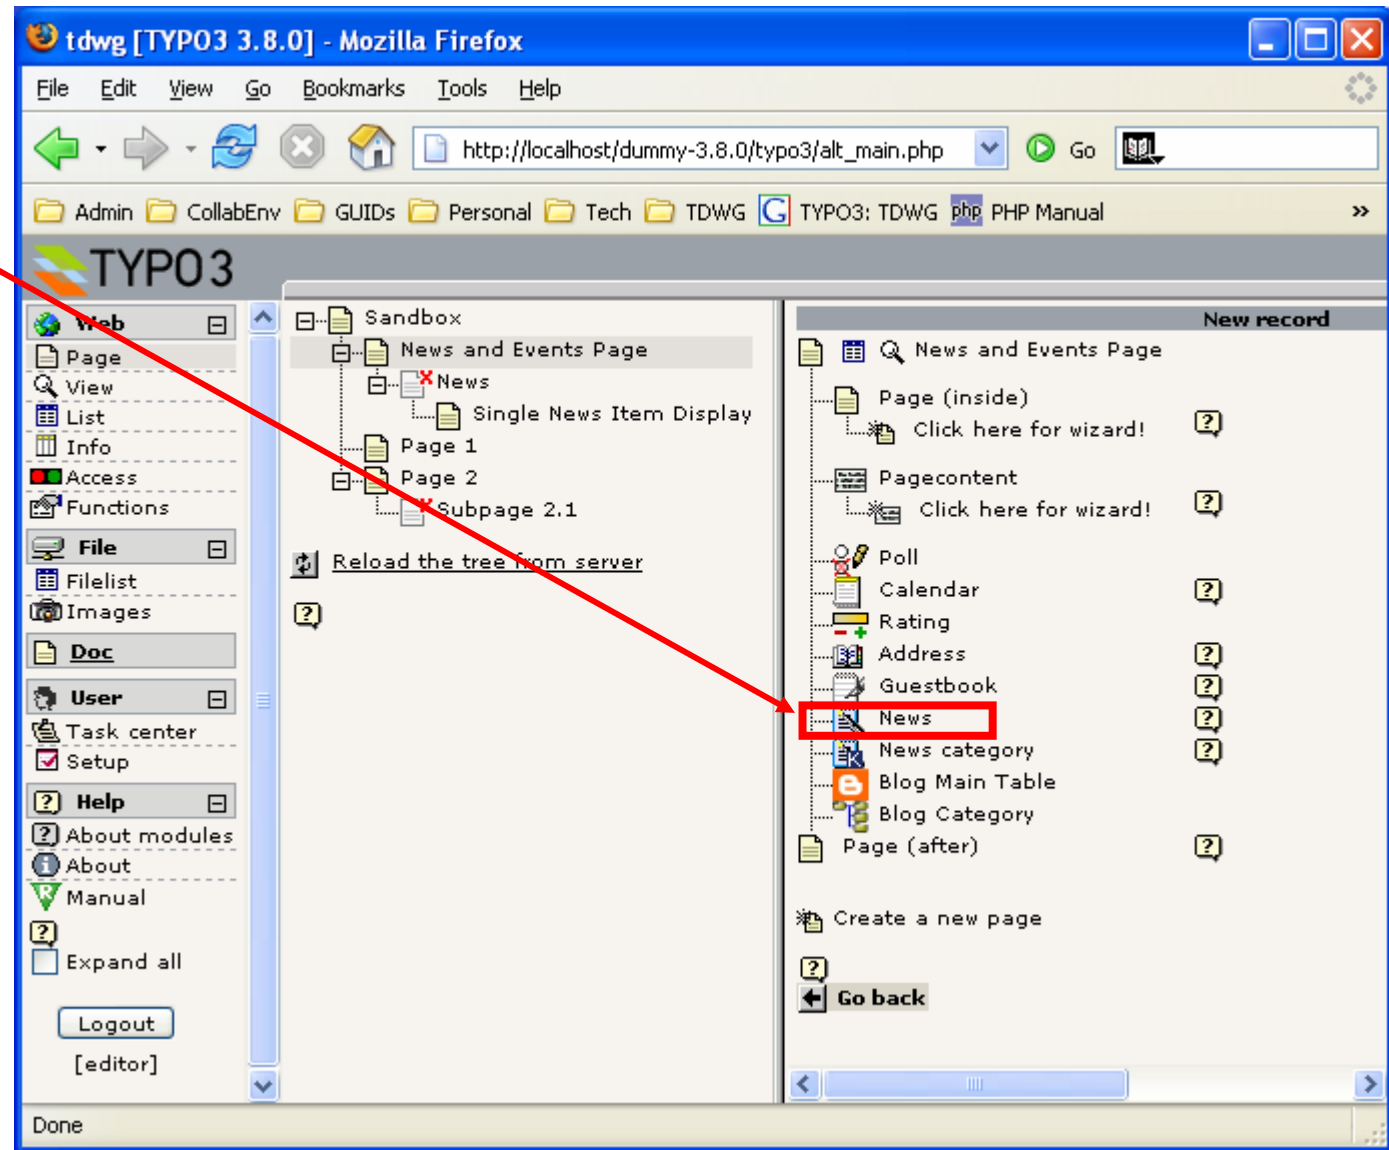 tdwg [TYPO3 3.8.0] - Mozilla Firefox
File Edit View Go Bookmarks Tools Help
http://localhost/dummy-3.8.0/typo3/alt_main.php Go
Admin CollabEnv GUIDs Personal Tech TDWG G TYPO3: TDWG php PHP Manual »
TYPO3
Web
Page
View
List
Info
Access
Functions
File
Filelist
Images
Doc
User
Task center
Setup
Help
About modules
About
Manual
Expand all
Logout
[editor]
Sandbox
News and Events Page
News
Single News Item Display
Page 1
Page 2
Subpage 2.1
Reload the tree from server
New record
News and Events Page
Page (inside)
Click here for wizard!
Pagecontent
Click here for wizard!
Poll
Calendar
Rating
Address
Guestbook
News
News category
Blog Main Table
Blog Category
Page (after)
Create a new page
Go back
Done